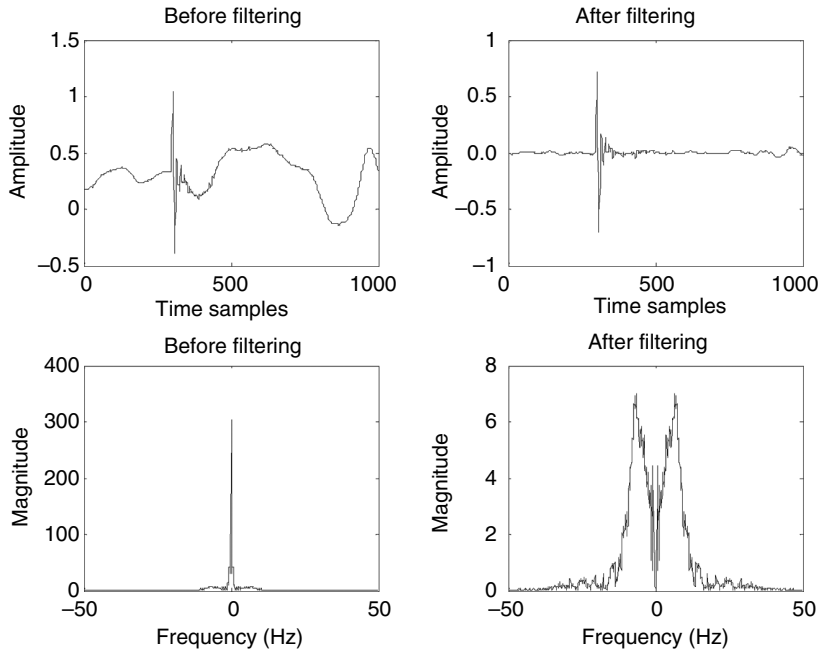 Before filtering
1.5
1
0.5
0
−0.5
Amplitude
0 500 1000
Time samples
After filtering
1
0.5
0.0
−0.5
−1
Amplitude
0 500 1000
Time samples
Before filtering
400
300
200
100
0
Magnitude
−50 0 50
Frequency (Hz)
After filtering
8
6
4
2
0
Magnitude
−50 0 50
Frequency (Hz)